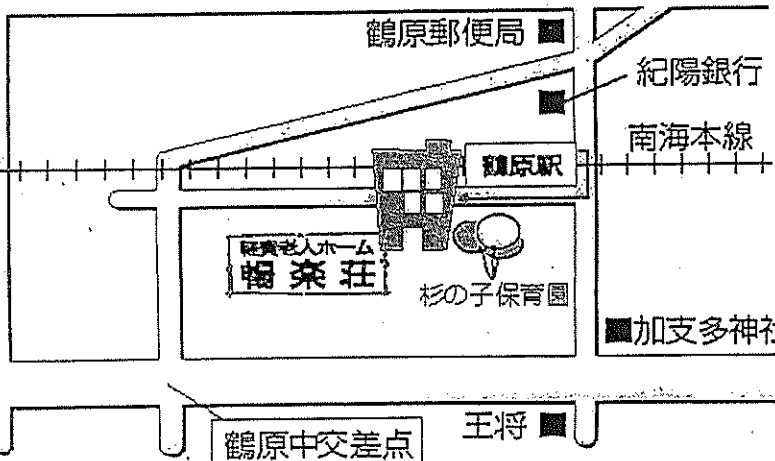 鶴原郵便局
紀陽銀行
南海本線
鶴原駅
軽費老人ホーム
鶴楽荘
杉の子保育園
加支多神社
王将
鶴原中交差点